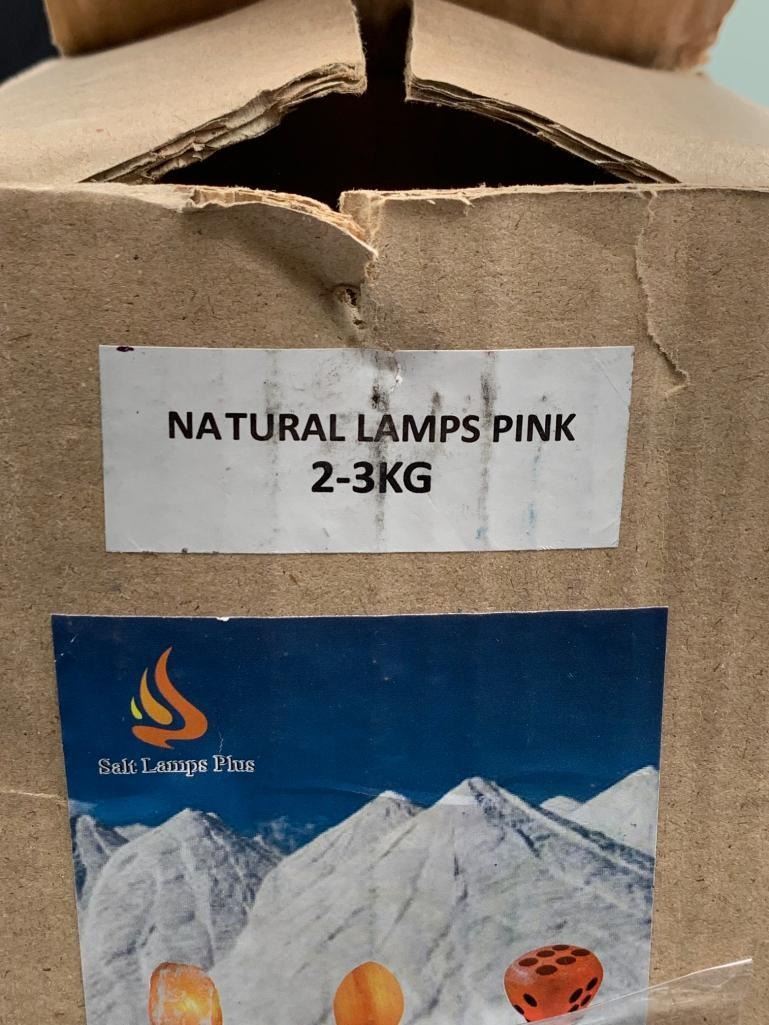 NATURAL LAMPS PINK
2-3KG
Salt Lamps Plus